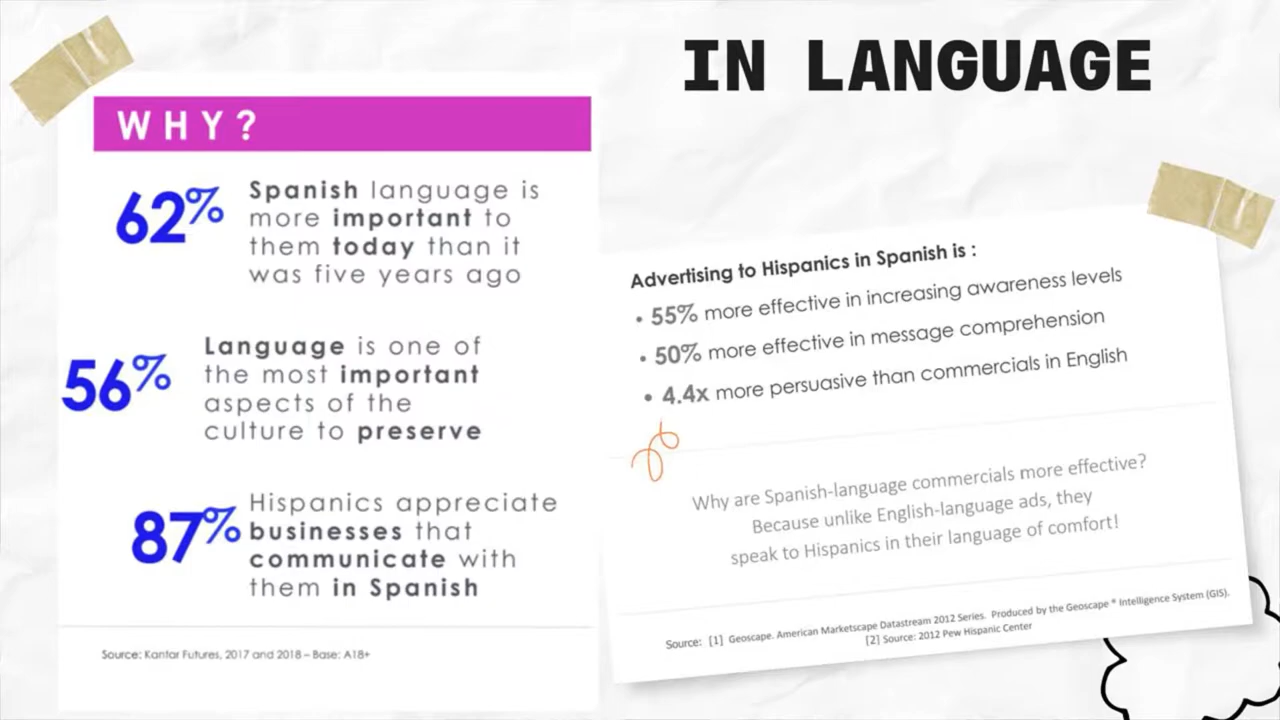 IN LANGUAGE
WHY?
62%
Spanish language is
more important to
them today than it
was five years ago
56%
Language is one of
the most important
aspects of the
culture to preserve
87%
Hispanics appreciate
businesses that
communicate with
them in Spanish
Source: Kantar Futures, 2017 and 2018 – Base: A18+
Advertising to Hispanics in Spanish is :
• 55% more effective in increasing awareness levels
• 50% more effective in message comprehension
• 4.4x more persuasive than commercials in English
Why are Spanish-language commercials more effective?
Because unlike English-language ads, they
speak to Hispanics in their language of comfort!
Source: [1] Geoscape. American Marketscape Datastream 2012 Series. Produced by the Geoscape ® Intelligence System (GIS).
[2] Source: 2012 Pew Hispanic Center